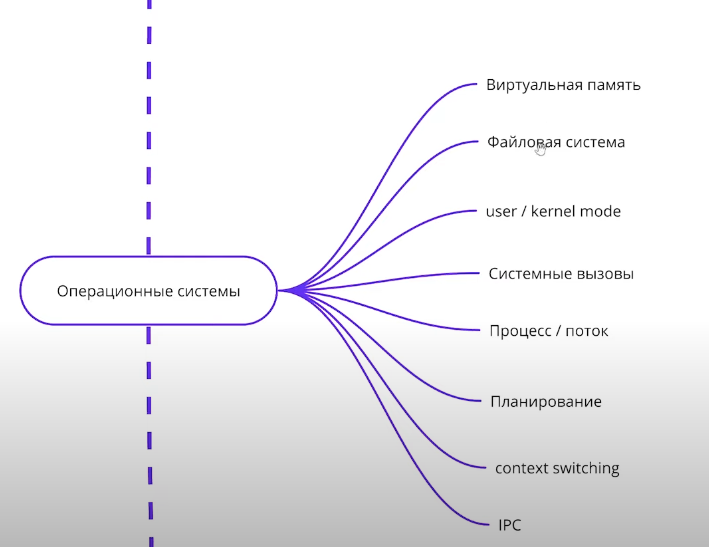 Виртуальная память
Файловая система
user / kernel mode
Системные вызовы
Операционные системы
Процесс / поток
Планирование
context switching
IPC